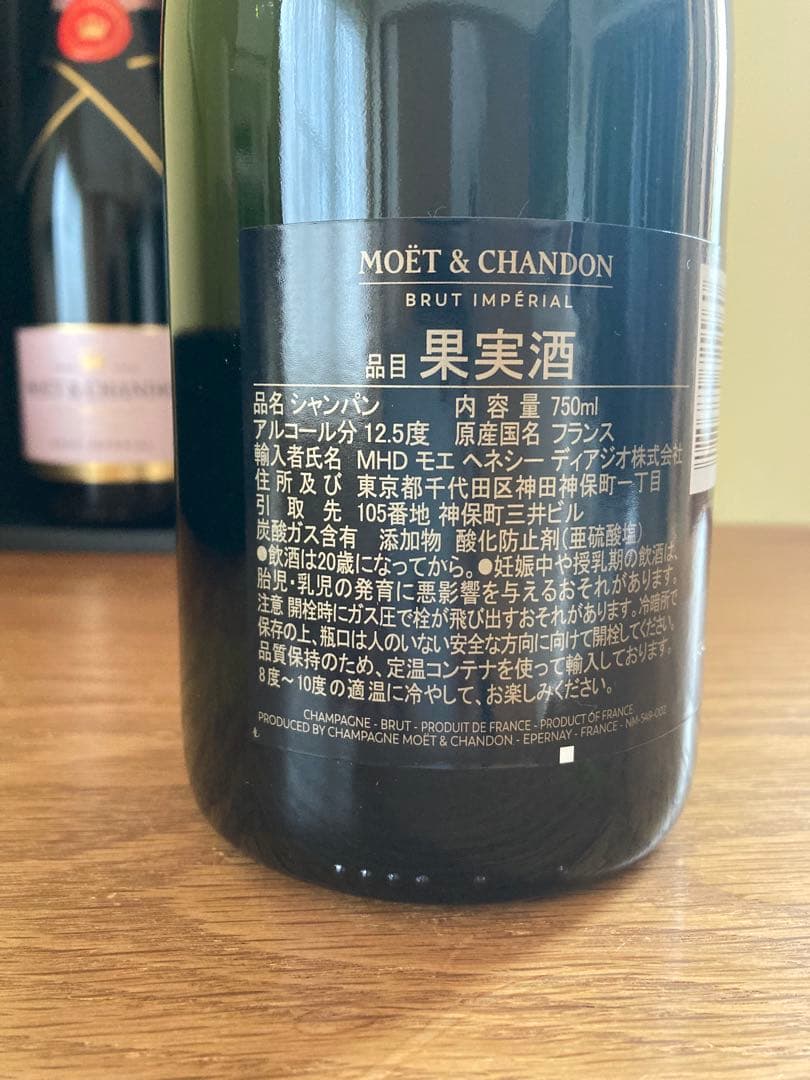 MOËT & CHANDON
BRUT IMPÉRIAL
品目 果実酒
品名 シャンパン 内容量 750ml
アルコール分 12.5度 原産国名 フランス
輸入者氏名 MHD モエ ヘネシー ディアジオ株式会社
住所及び 東京都千代田区神田神保町一丁目
引取先 105番地 神保町三井ビル
炭酸ガス含有 添加物 酸化防止剤(亜硫酸塩)
●飲酒は20歳になってから。●妊娠中や授乳期の飲酒は、
胎児・乳児の発育に悪影響を与えるおそれがあります。
注意 開栓時にガス圧で栓が飛び出すおそれがあります。冷暗所で
保存の上、瓶口は人のいない安全な方向に向けて開栓してください。
品質保持のため、定温コンテナを使って輸入しております。
8度～10度の適温に冷やして、お楽しみください。
CHAMPAGNE - BRUT - PRODUIT DE FRANCE - PRODUCT OF FRANCE
PRODUCED BY CHAMPAGNE MOËT & CHANDON - EPERNAY - FRANCE - NM-549-002
MOËT & CHANDON